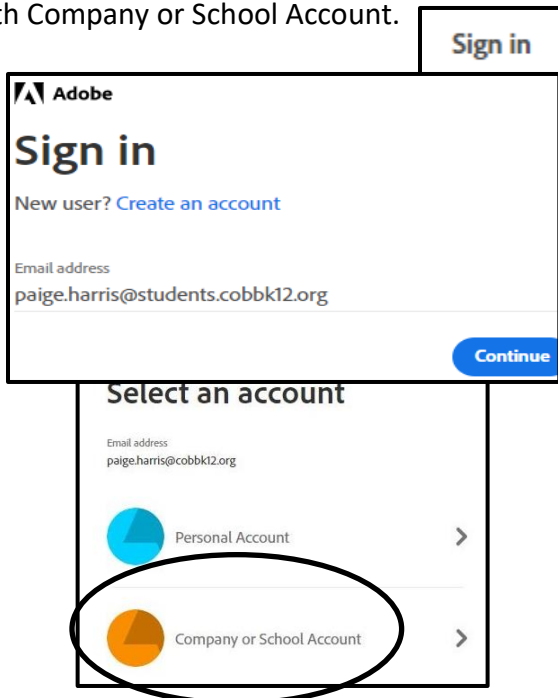 th Company or School Account.
Sign in
Adobe
Sign in
New user? Create an account
Email address
paige.harris@students.cobbk12.org
Continue
Select an account
Email address
paige.harris@cobbk12.org
Personal Account
Company or School Account